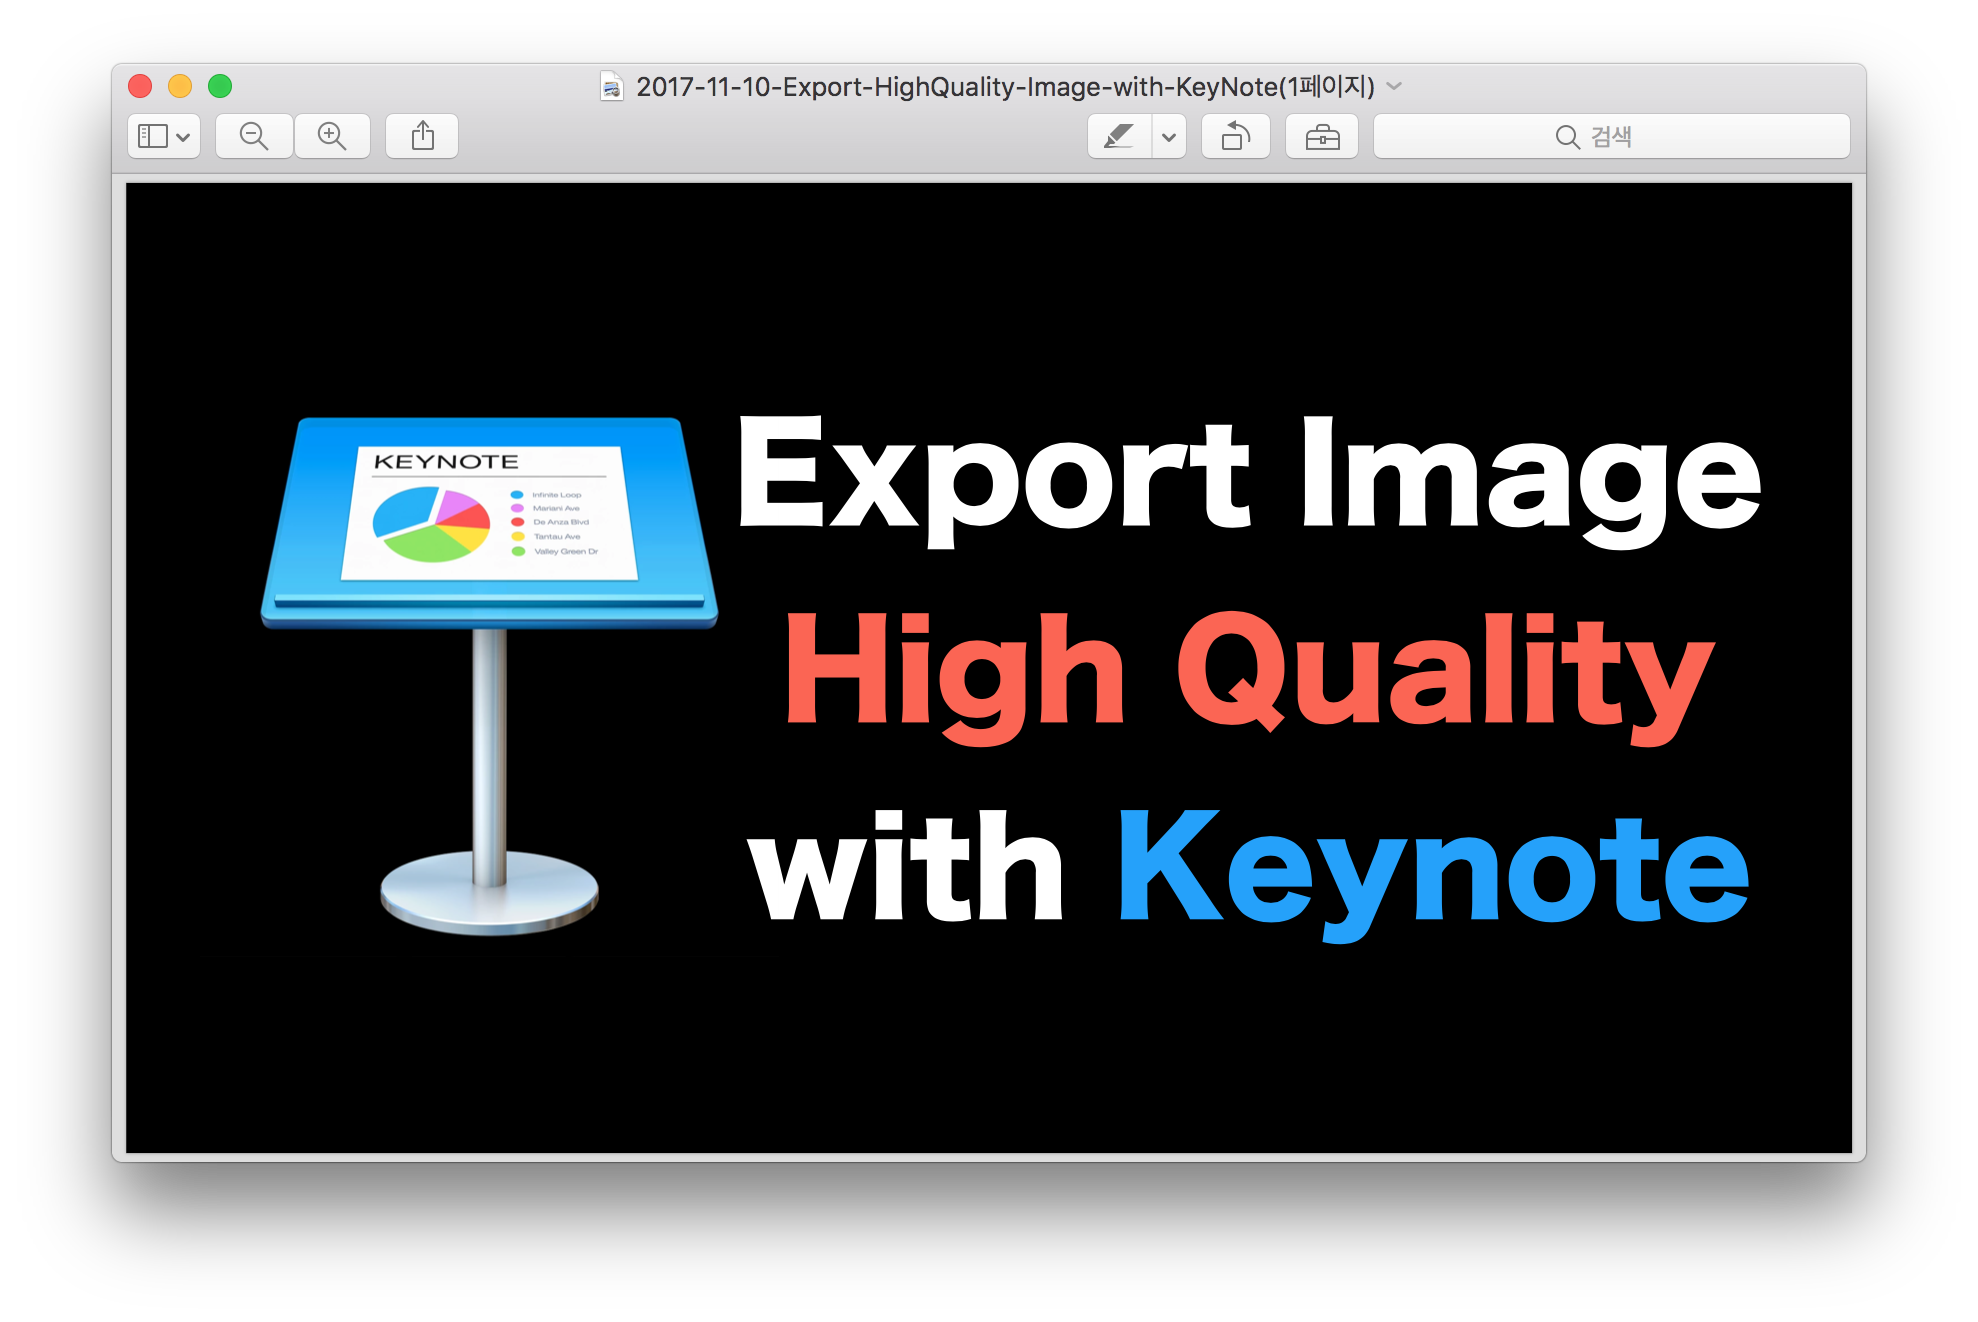 2017-11-10-Export-HighQuality-Image-with-KeyNote(1페이지)
검색
KEYNOTE
Infinite Loop
Mariani Ave
De Anza Blvd
Tantau Ave
Valley Green Dr
Export Image
High Quality
with Keynote